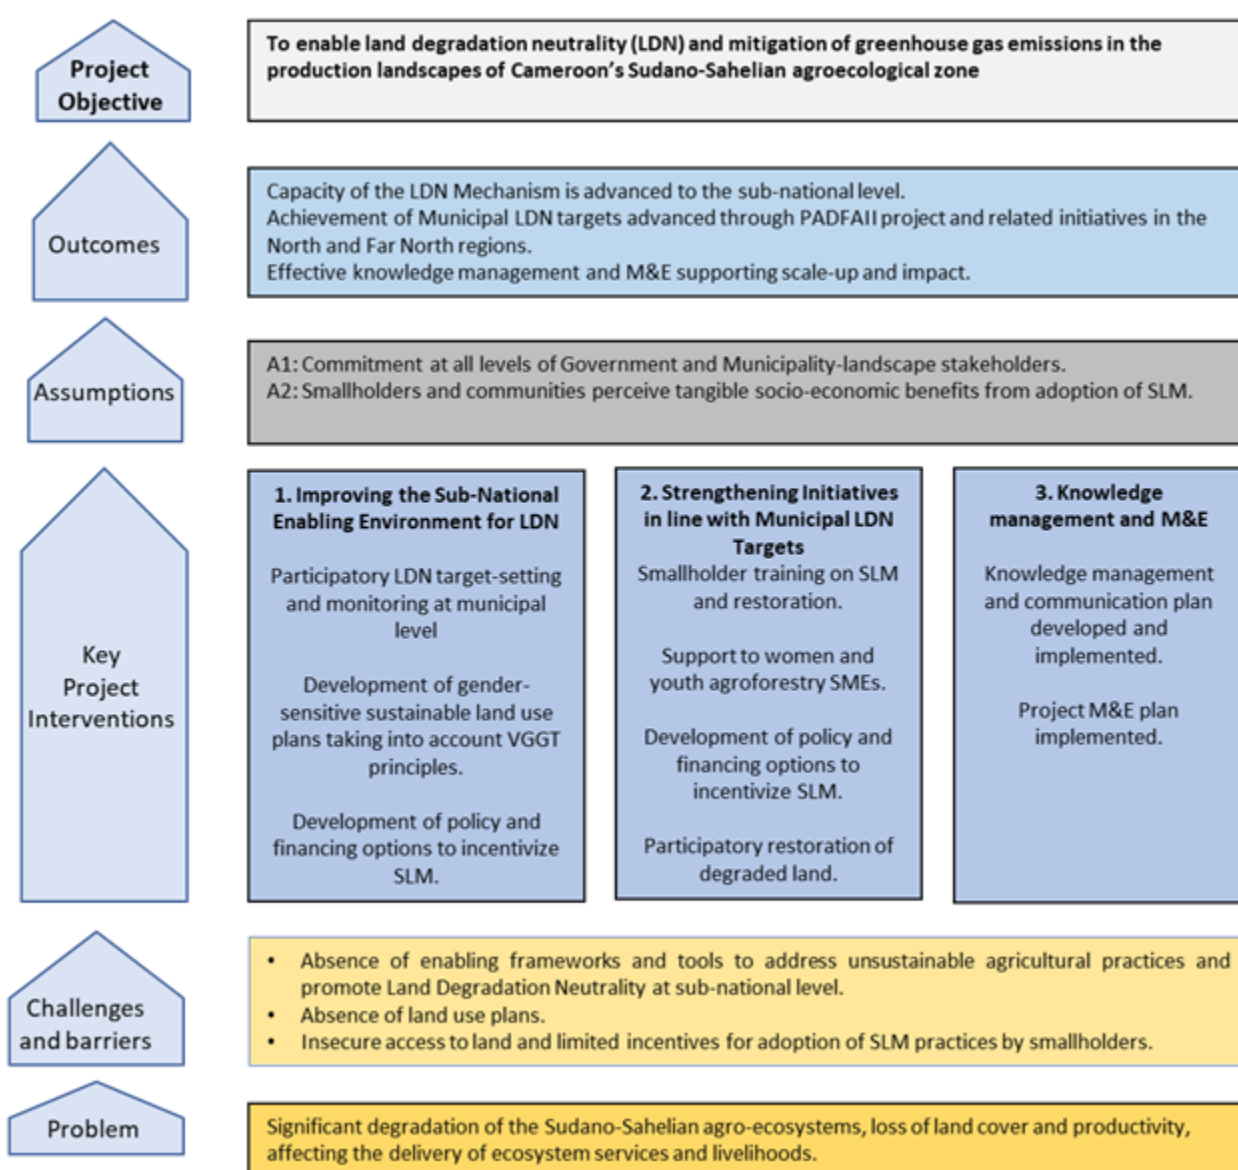 Project
Objective
To enable land degradation neutrality (LDN) and mitigation of greenhouse gas emissions in the
production landscapes of Cameroon's Sudano-Sahelian agroecological zone
Outcomes
Capacity of the LDN Mechanism is advanced to the sub-national level.
Achievement of Municipal LDN targets advanced through PADFAII project and related initiatives in the
North and Far North regions.
Effective knowledge management and M&E supporting scale-up and impact.
Assumptions
A1: Commitment at all levels of Government and Municipality-landscape stakeholders.
A2: Smallholders and communities perceive tangible socio-economic benefits from adoption of SLM.
Key
Project
Interventions
1. Improving the Sub-National
Enabling Environment for LDN
Participatory LDN target-setting
and monitoring at municipal
level
Development of gender-
sensitive sustainable land use
plans taking into account VGGT
principles.
Development of policy and
financing options to incentivize
SLM.
2. Strengthening Initiatives
in line with Municipal LDN
Targets
Smallholder training on SLM
and restoration.
Support to women and
youth agroforestry SMEs.
Development of policy and
financing options to
incentivize SLM.
Participatory restoration of
degraded land.
3. Knowledge
management and M&E
Knowledge management
and communication plan
developed and
implemented.
Project M&E plan
implemented.
Challenges
and barriers
• Absence of enabling frameworks and tools to address unsustainable agricultural practices and
promote Land Degradation Neutrality at sub-national level.
• Absence of land use plans.
• Insecure access to land and limited incentives for adoption of SLM practices by smallholders.
Problem
Significant degradation of the Sudano-Sahelian agro-ecosystems, loss of land cover and productivity,
affecting the delivery of ecosystem services and livelihoods.